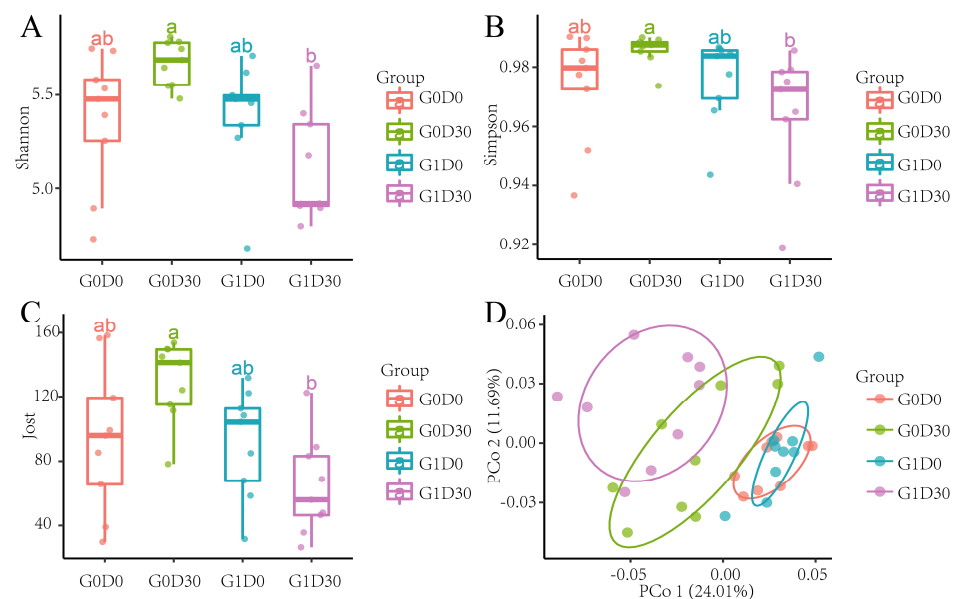 A
ab
a
ab
b
5.5
5.0
Shannon
G0D0
G0D30
G1D0
G1D30
Group
a G0D0
a G0D30
a G1D0
a G1D30
B
ab
a
ab
b
0.98
0.96
0.94
0.92
Simpson
G0D0
G0D30
G1D0
G1D30
Group
a G0D0
a G0D30
a G1D0
a G1D30
C
ab
a
ab
b
160
120
80
40
Jost
G0D0
G0D30
G1D0
G1D30
Group
a G0D0
a G0D30
a G1D0
a G1D30
D
0.06
0.03
0.00
-0.03
PCo 2 (11.69%)
-0.05
0.00
0.05
PCo 1 (24.01%)
Group
G0D0
G0D30
G1D0
G1D30